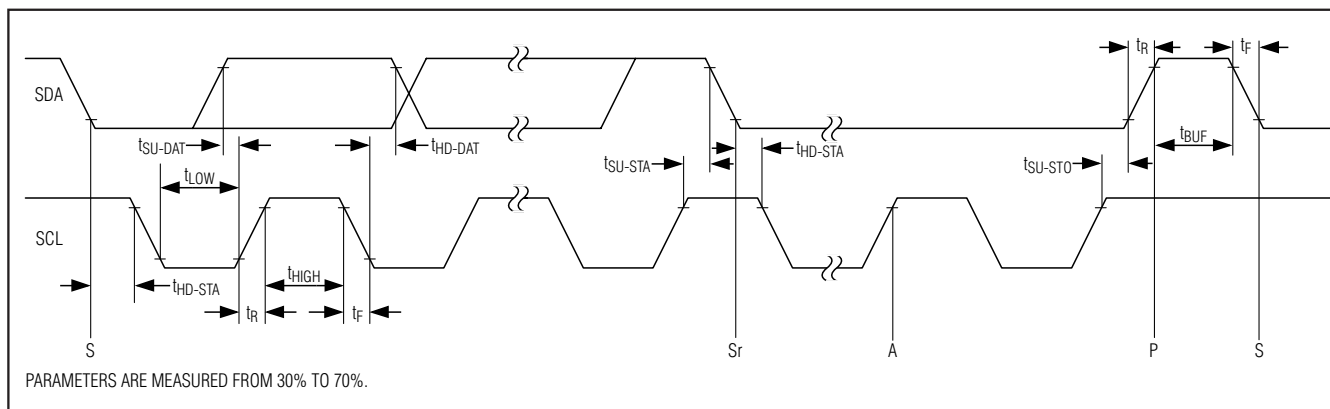 tR
tF
SDA
tSU-DAT
tHD-DAT
tHD-STA
tBUF
tSU-STA
tSU-STO
tLOW
SCL
tHIGH
tHD-STA
tR
tF
S
Sr
A
P
S
PARAMETERS ARE MEASURED FROM 30% TO 70%.